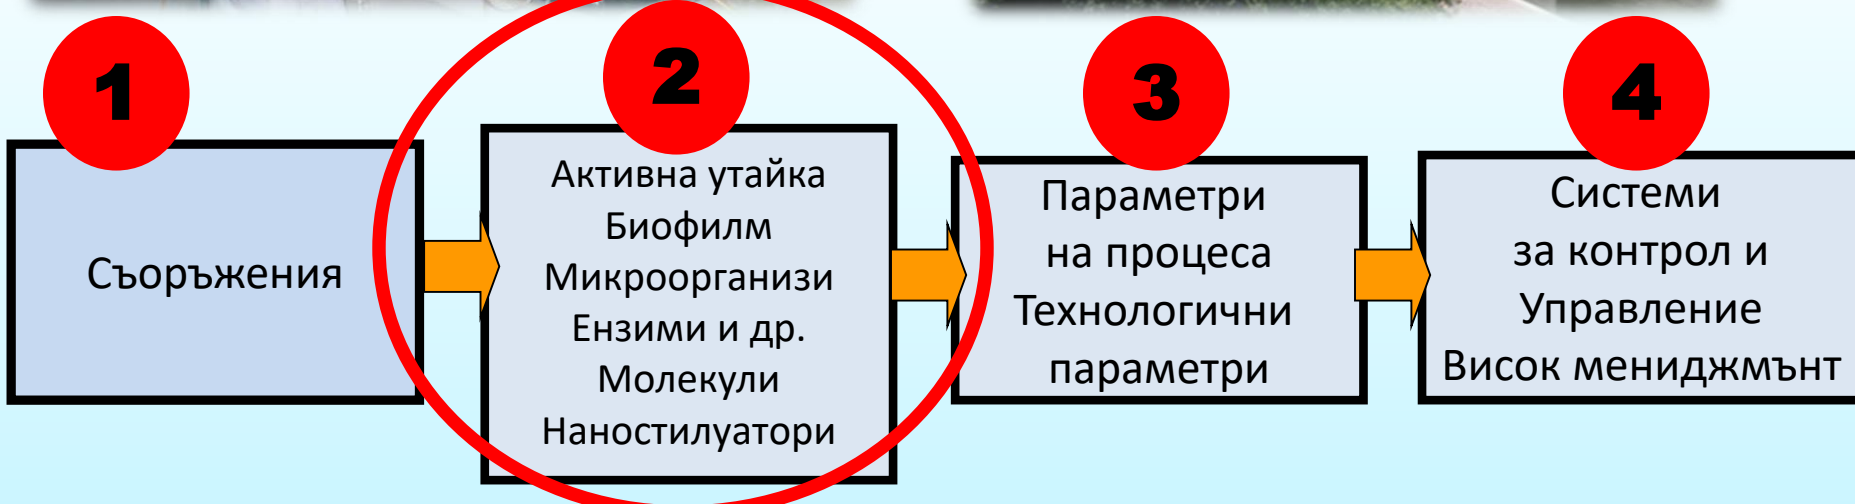 1
Съоръжения
2
Активна утайка
Биофилм
Микроорганизи
Ензими и др.
Молекули
Наностилуатори
3
Параметри
на процеса
Технологични
параметри
4
Системи
за контрол и
Управление
Висок мениджмънт